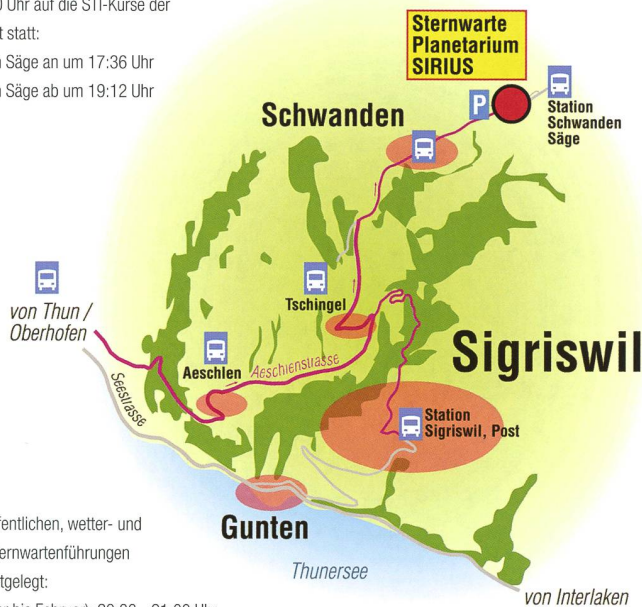 Uhr auf die STI-Kurse der
t statt:
Säge an um 17:36 Uhr
Säge ab um 19:12 Uhr
Sternwarte
Planetarium
SIRIUS
P
Station
Schwanden
Säge
Schwanden
Tschingel
von Thun /
Oberhofen
Aeschlen
Aeschlenstrasse
Sigriswil
Seestrasse
Station
Sigriswil, Post
Gunten
Thunersee
von Interlaken
fentlichen, wetter- und
ernwartenführungen
tgelegt: